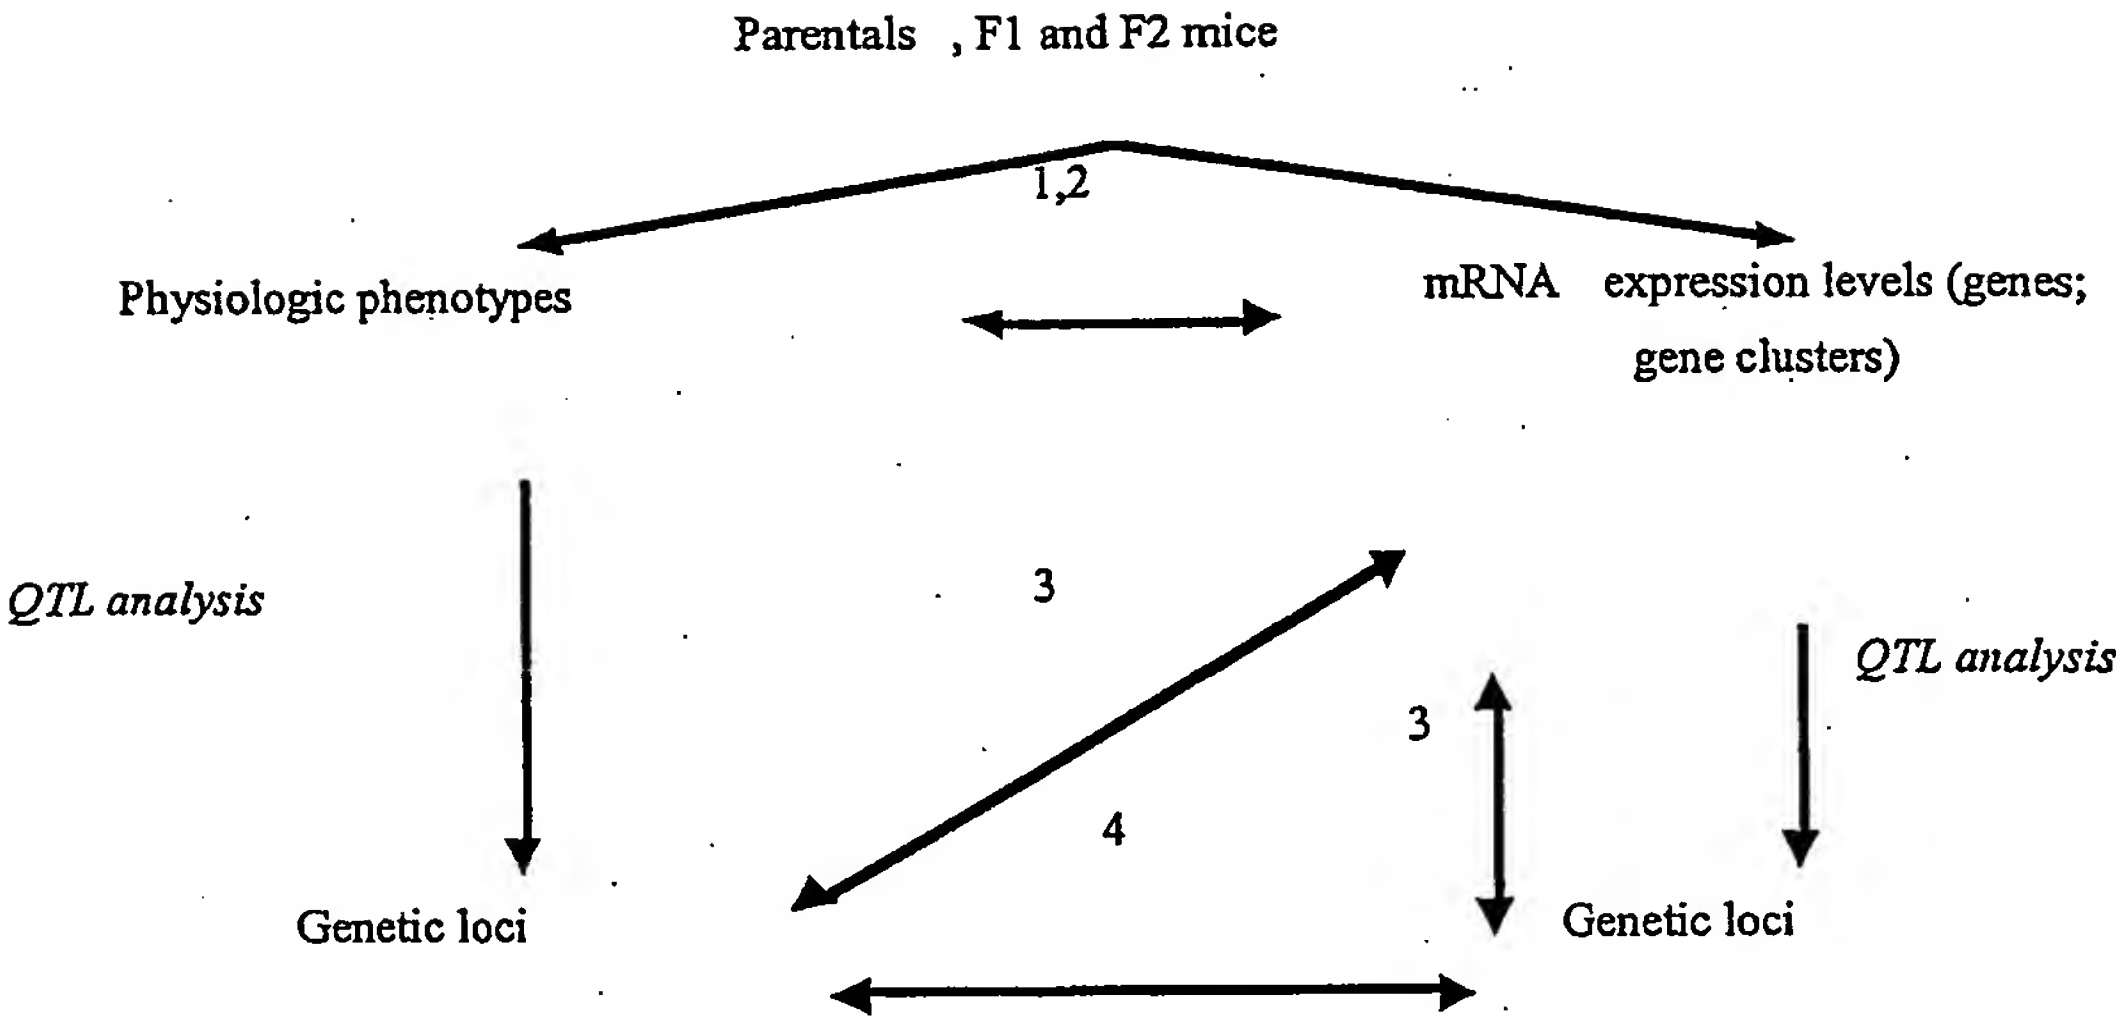 Parentals , F1 and F2 mice
1,2
Physiologic phenotypes
mRNA expression levels (genes;
gene clusters)
QTL analysis
3
QTL analysis
3
4
Genetic loci
Genetic loci